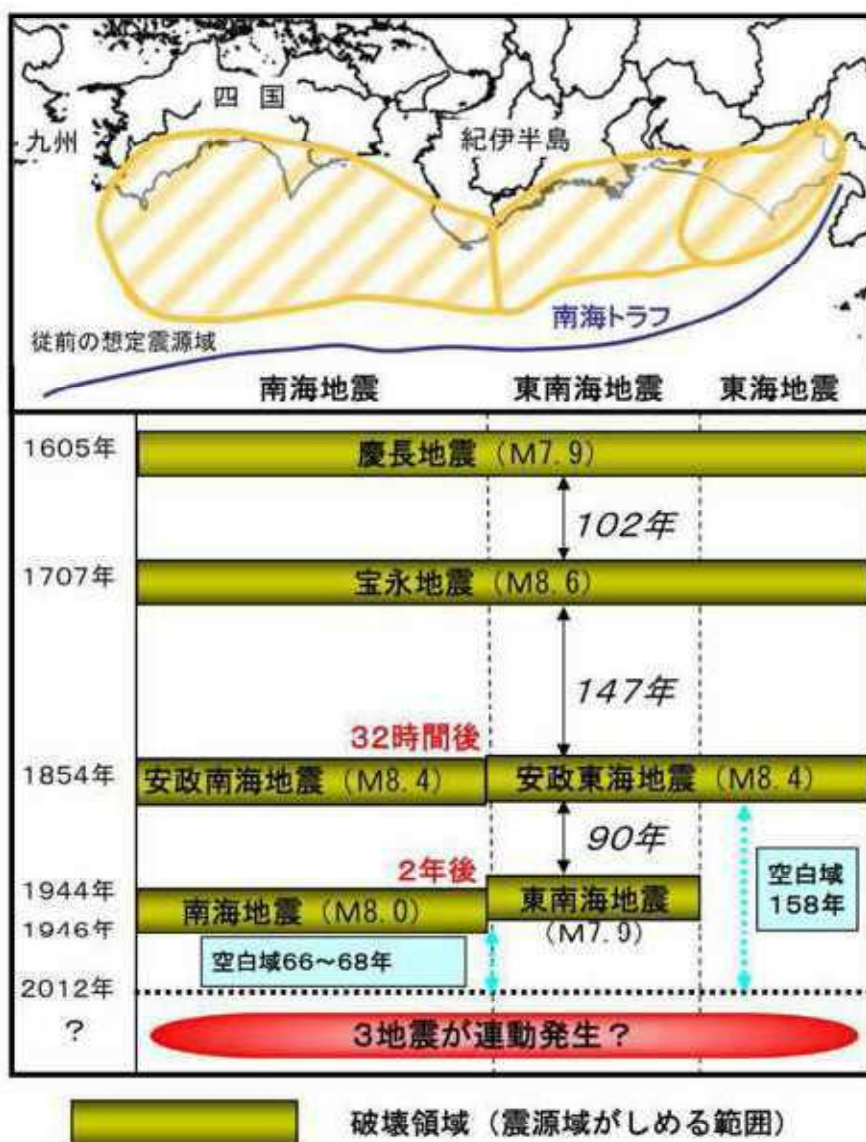 四国
九州
紀伊半島
南海トラフ
従前の想定震源域
南海地震 東南海地震 東海地震
1605年
慶長地震（M7.9）
102年
1707年
宝永地震（M8.6）
147年
32時間後
1854年
安政南海地震（M8.4） 安政東海地震（M8.4）
90年
2年後
空白域
158年
1944年
南海地震（M8.0） 東南海地震
（M7.9）
1946年
空白域66～68年
2012年
？
3地震が連動発生？
破壊領域（震源域がしめる範囲）